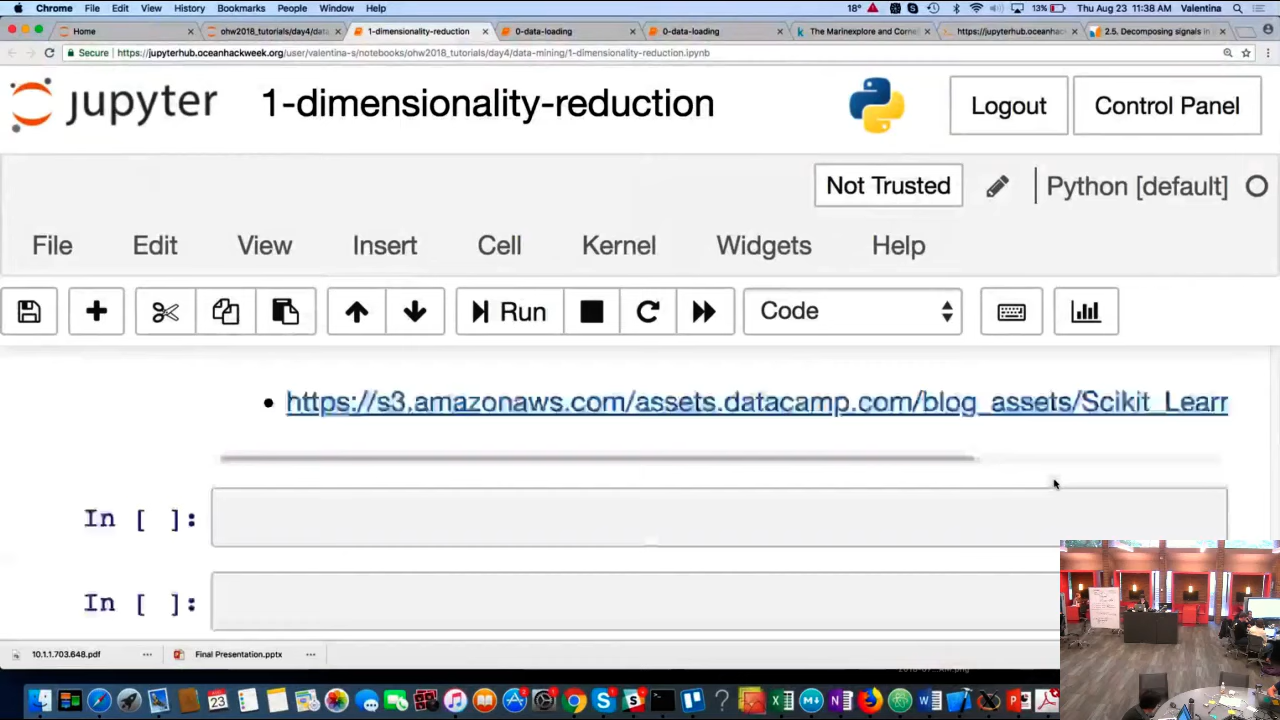 Chrome File Edit View History Bookmarks People Window Help
18° 13% Thu Aug 23 11:38 AM Valentina
Home
ohw2018_tutorials/day4/data-
1-dimensionality-reduction
0-data-loading
0-data-loading
The Marinexplore and Corne
https://jupyterhub.oceanhackw
2.5. Decomposing signals in
Secure https://jupyterhub.oceanhackweek.org/user/valentina-s/notebooks/ohw2018_tutorials/day4/data-mining/1-dimensionality-reduction.ipynb
jupyter 1-dimensionality-reduction Logout Control Panel
Not Trusted Python [default]
File Edit View Insert Cell Kernel Widgets Help
Run Code
https://s3.amazonaws.com/assets.datacamp.com/blog_assets/Scikit_Learr
In [ ]:
In [ ]:
10.1.1.703.648.pdf Final Presentation.pptx